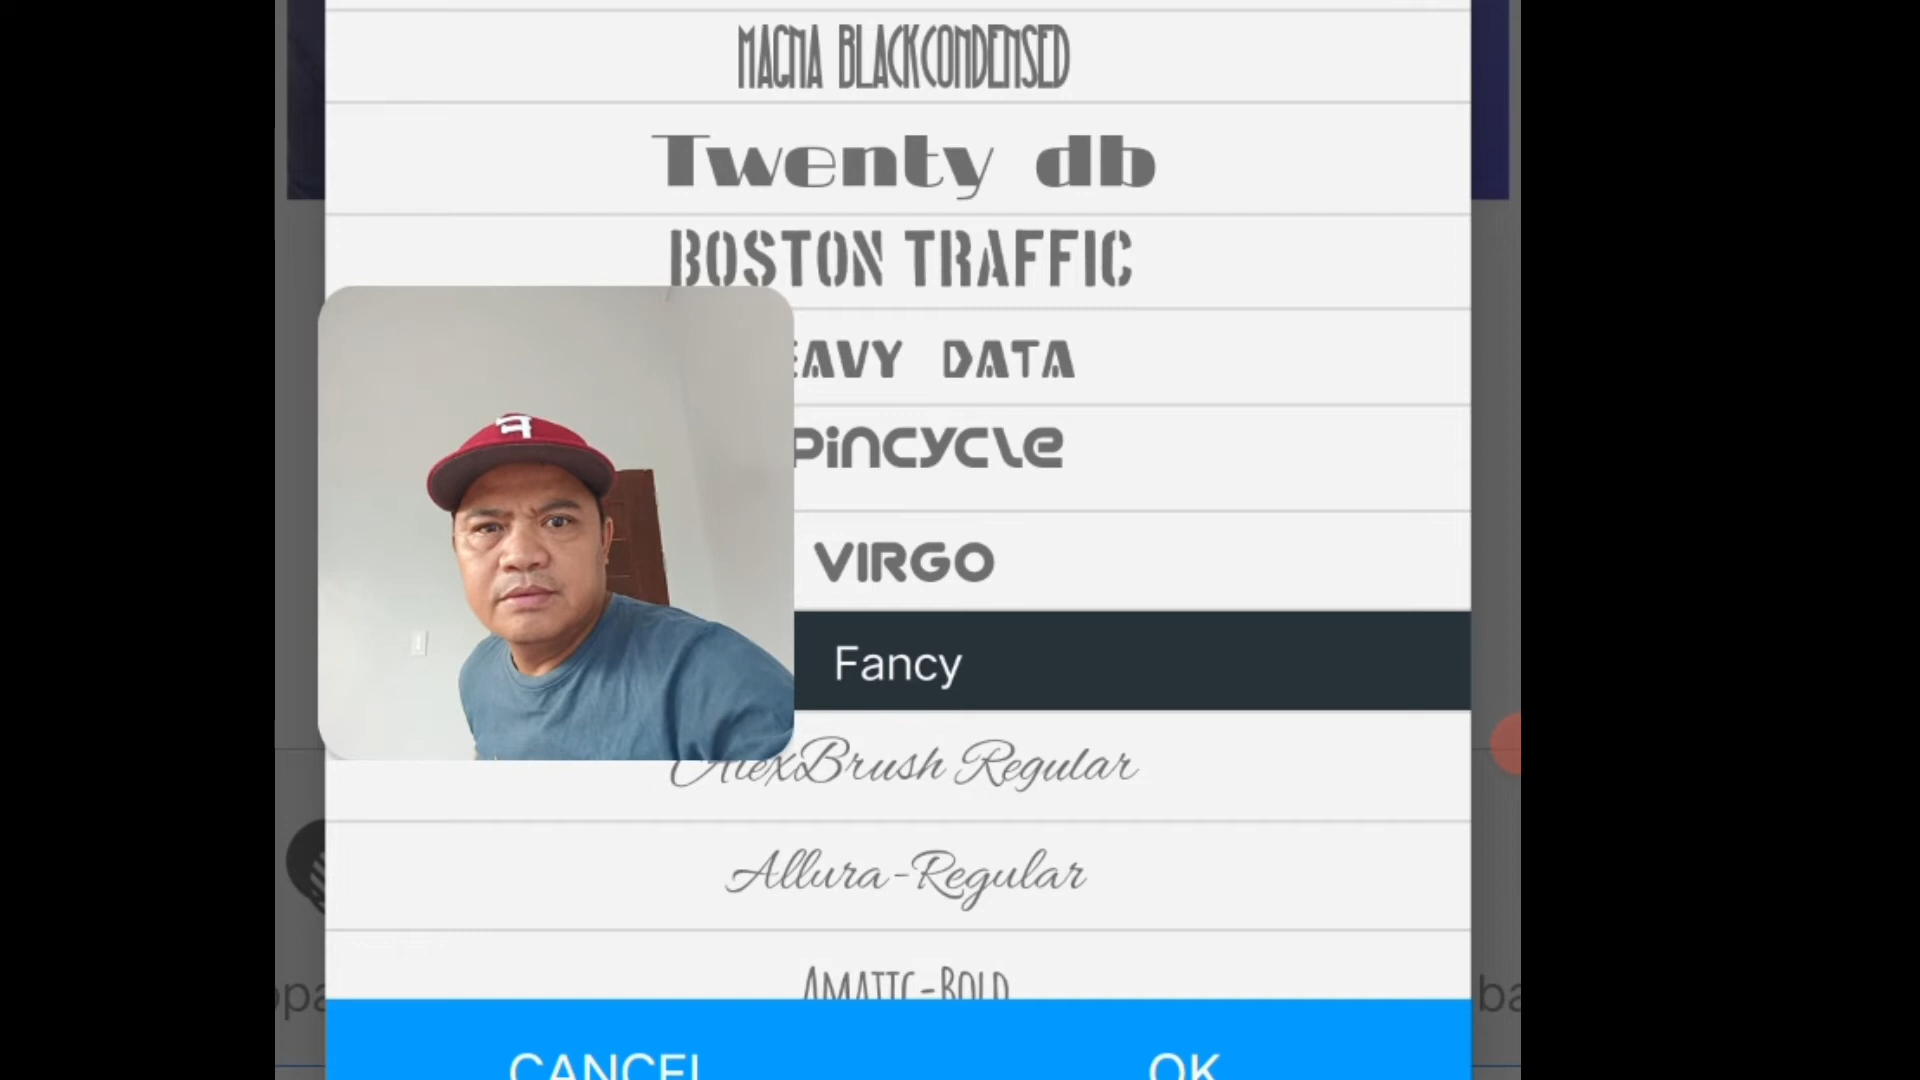 MAGNA BLACKCONDENSED
Twenty db
BOSTON TRAFFIC
EAVY DATA
pincycle
VIRGO
Fancy
AlexBrush Regular
Allura-Regular
Amatic-Bold
CANCEL
OK